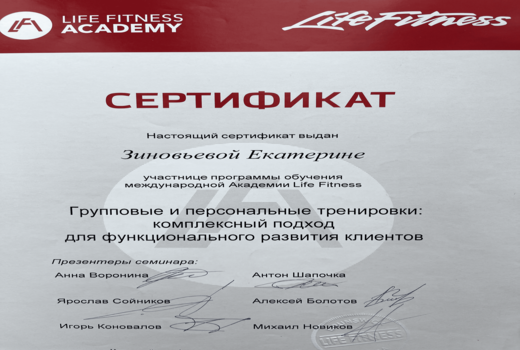 LIFE FITNESS
ACADEMY
LifeFitness
СЕРТИФИКАТ
Настоящий сертификат выдан
Зиновьевой Екатерине
участнице программы обучения
международной Академии Life Fitness
Групповые и персональные тренировки:
комплексный подход
для функционального развития клиентов
Презентеры семинара:
Анна Воронина Антон Шапочка
Ярослав Сойников Алексей Болотов
Игорь Коновалов Михаил Новиков